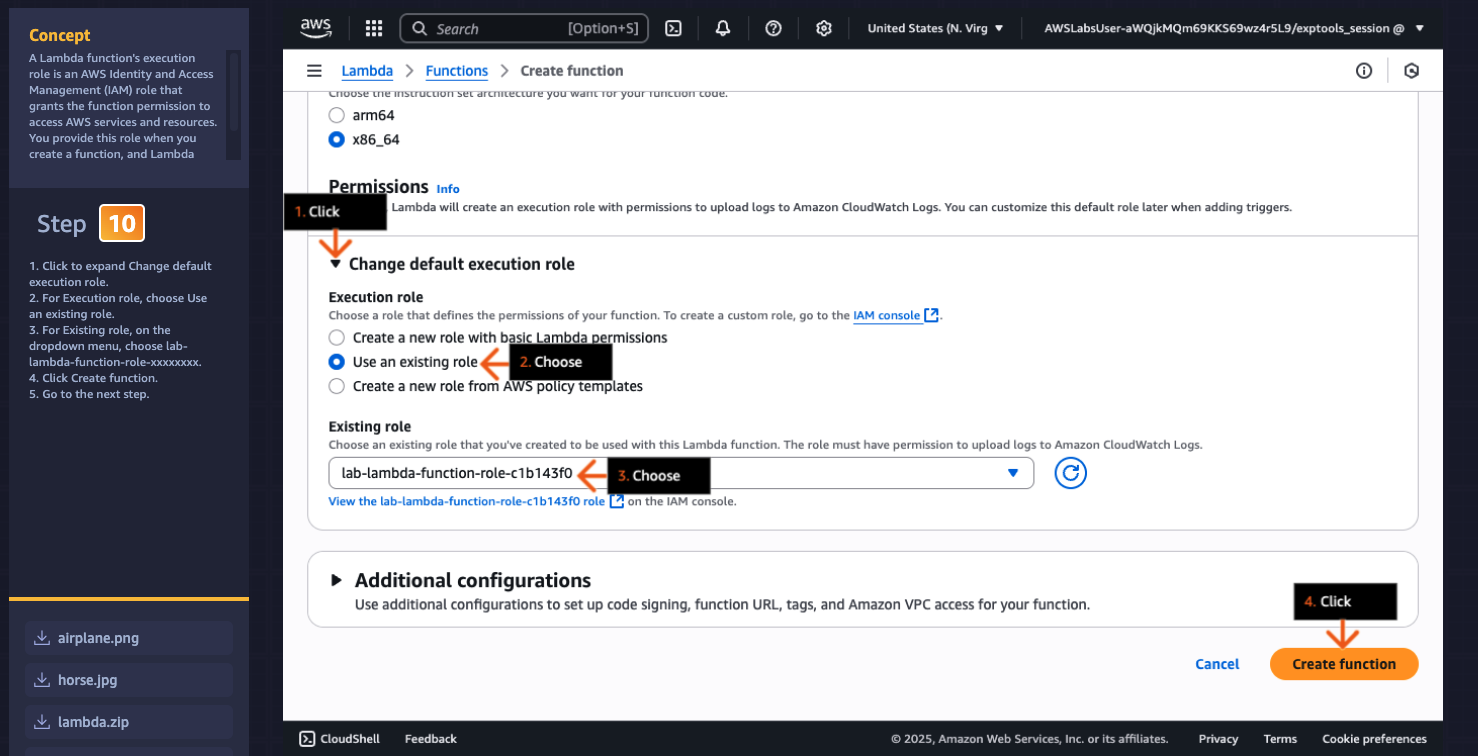 Concept
A Lambda function's execution
role is an AWS Identity and Access
Management (IAM) role that
grants the function permission to
access AWS services and resources.
You provide this role when you
create a function, and Lambda
Step 10
1. Click to expand Change default
execution role.
2. For Execution role, choose Use
an existing role.
3. For Existing role, on the
dropdown menu, choose lab-
lambda-function-role-xxxxxxxx.
4. Click Create function.
5. Go to the next step.
airplane.png
horse.jpg
lambda.zip
aws
Search [Option+S]
United States (N. Virg
AWSLabsUser-aWQjkMQm69KKS69wz4r5L9/exptools_session @
Lambda > Functions > Create function
Choose the instruction set architecture you want for your function code.
arm64
x86_64
Permissions Info
1. Click
Lambda will create an execution role with permissions to upload logs to Amazon CloudWatch Logs. You can customize this default role later when adding triggers.
Change default execution role
Execution role
Choose a role that defines the permissions of your function. To create a custom role, go to the IAM console.
Create a new role with basic Lambda permissions
Use an existing role
2. Choose
Create a new role from AWS policy templates
Existing role
Choose an existing role that you've created to be used with this Lambda function. The role must have permission to upload logs to Amazon CloudWatch Logs.
lab-lambda-function-role-c1b143f0
3. Choose
View the lab-lambda-function-role-c1b143f0 role on the IAM console.
Additional configurations
Use additional configurations to set up code signing, function URL, tags, and Amazon VPC access for your function.
4. Click
Cancel
Create function
CloudShell Feedback © 2025, Amazon Web Services, Inc. or its affiliates. Privacy Terms Cookie preferences